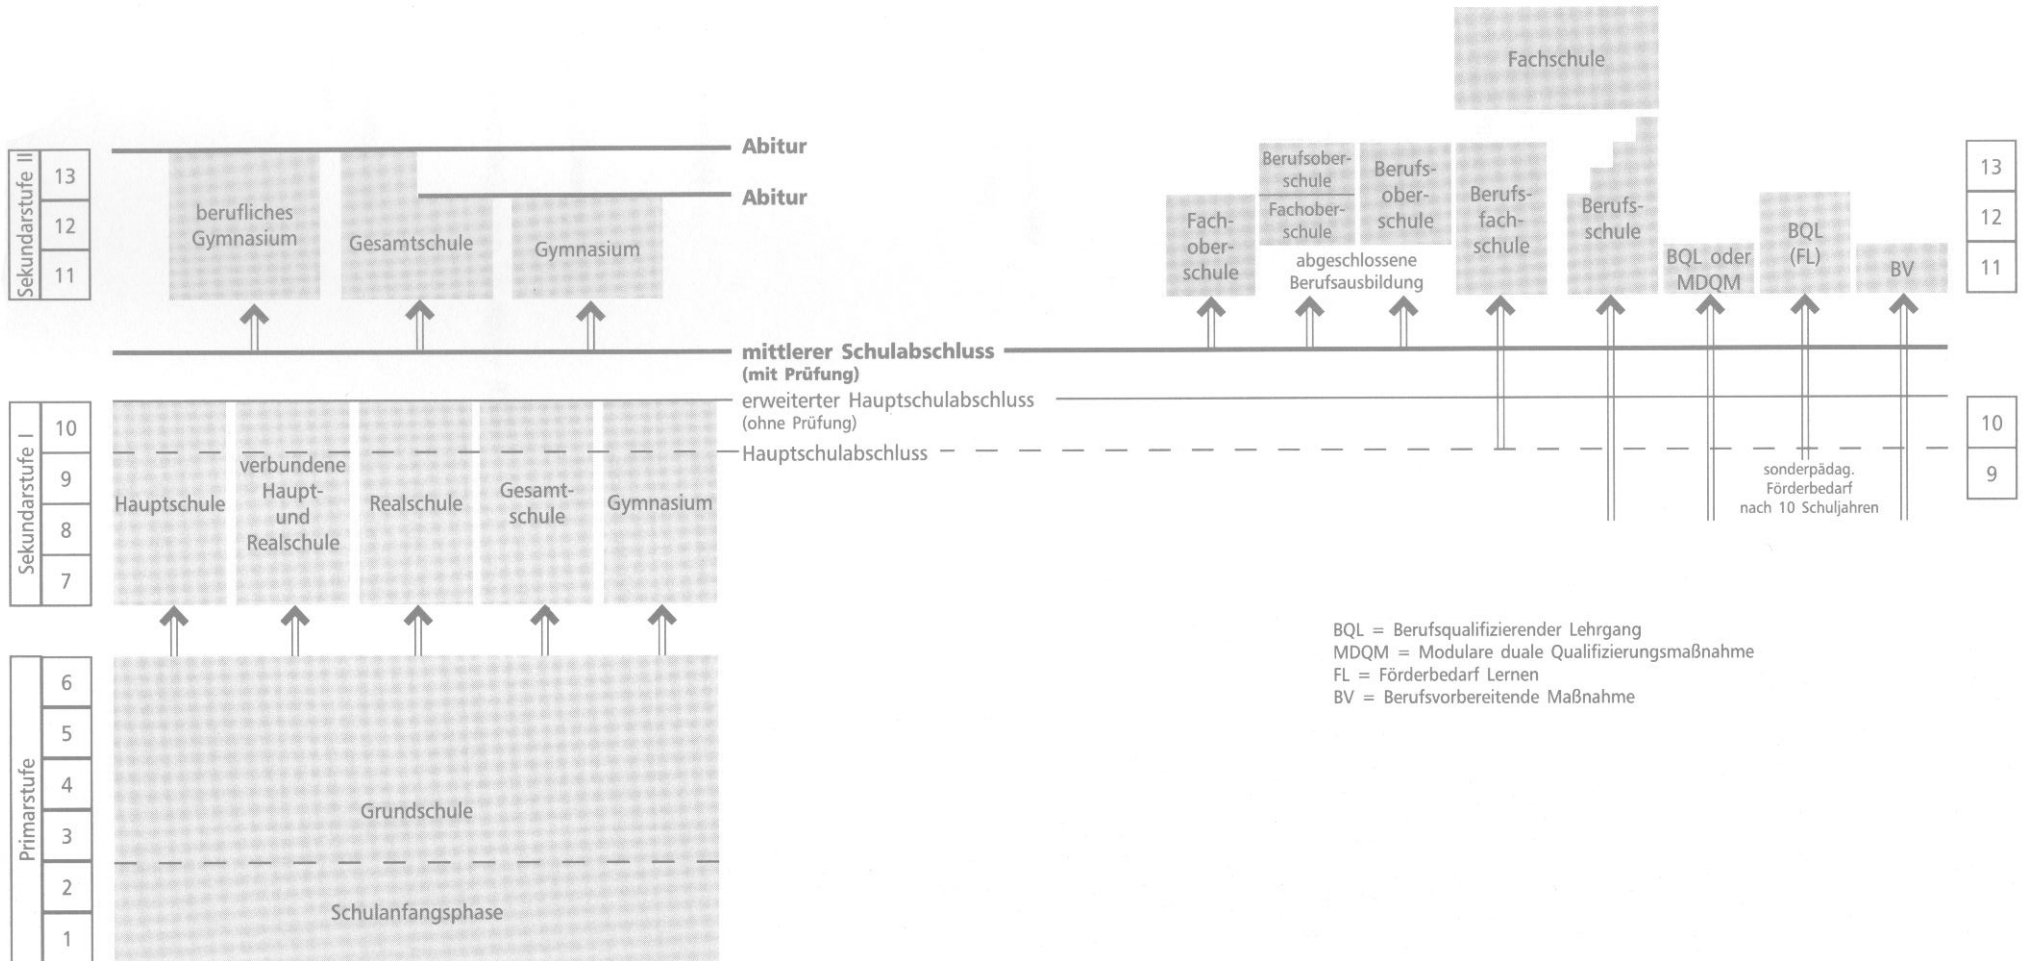 Fachschule
Abitur
Abitur
Sekundarstufe II
13
12
11
berufliches
Gymnasium
Gesamtschule
Gymnasium
Fach-
ober-
schule
Berufsober-
schule
Fachober-
schule
Berufs-
ober-
schule
abgeschlossene
Berufsausbildung
Berufs-
fach-
schule
Berufs-
schule
BQL oder
MDQM
BQL
(FL)
BV
13
12
11
mittlerer Schulabschluss
(mit Prüfung)
erweiterter Hauptschulabschluss
(ohne Prüfung)
Hauptschulabschluss
Sekundarstufe I
10
9
8
7
Hauptschule
verbundene
Haupt-
und
Realschule
Realschule
Gesamt-
schule
Gymnasium
10
9
sonderpädag.
Förderbedarf
nach 10 Schuljahren
BQL = Berufsqualifizierender Lehrgang
MDQM = Modulare duale Qualifizierungsmaßnahme
FL = Förderbedarf Lernen
BV = Berufsvorbereitende Maßnahme
Primarstufe
6
5
4
3
2
1
Grundschule
Schulanfangsphase